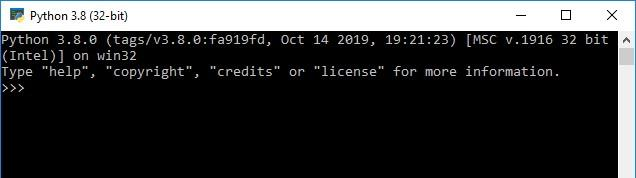 Python 3.8 (32-bit)
Python 3.8.0 (tags/v3.8.0:fa919fd, Oct 14 2019, 19:21:23) [MSC v.1916 32 bit
(Intel)] on win32
Type "help", "copyright", "credits" or "license" for more information.
>>>